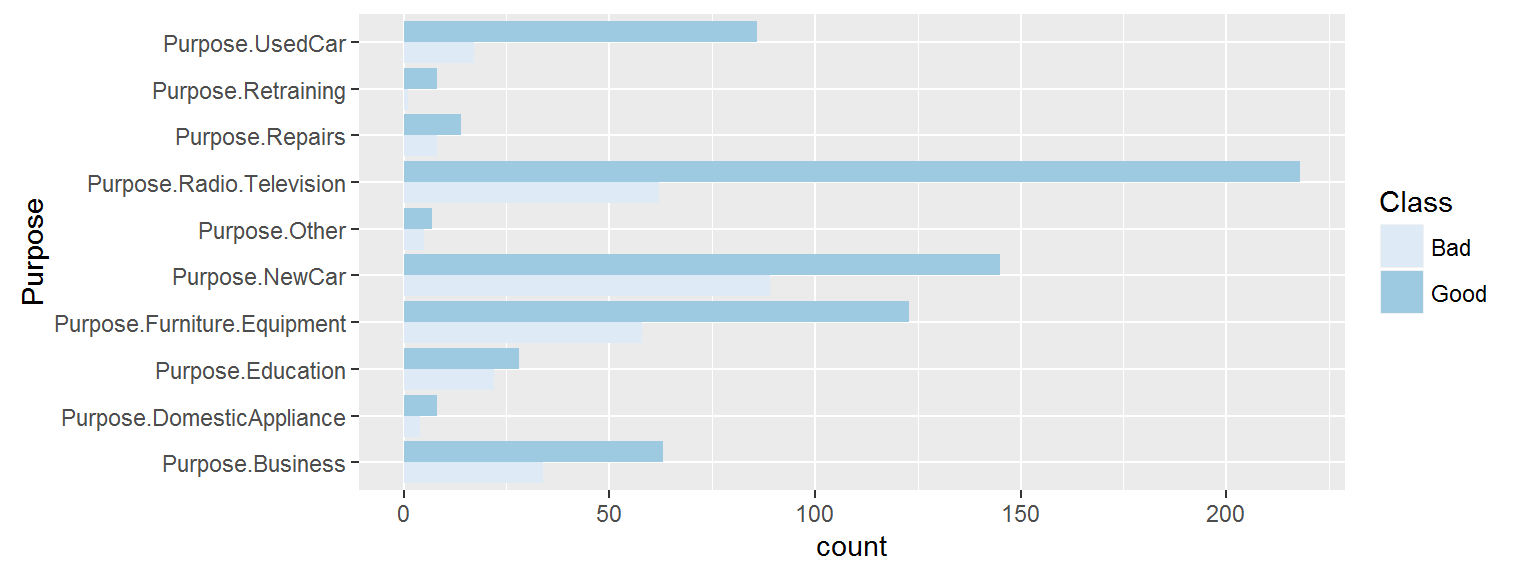 Purpose
Purpose.UsedCar
Purpose.Retraining
Purpose.Repairs
Purpose.Radio.Television
Purpose.Other
Purpose.NewCar
Purpose.Furniture.Equipment
Purpose.Education
Purpose.DomesticAppliance
Purpose.Business
0 50 100 150 200
count
Class
Bad
Good